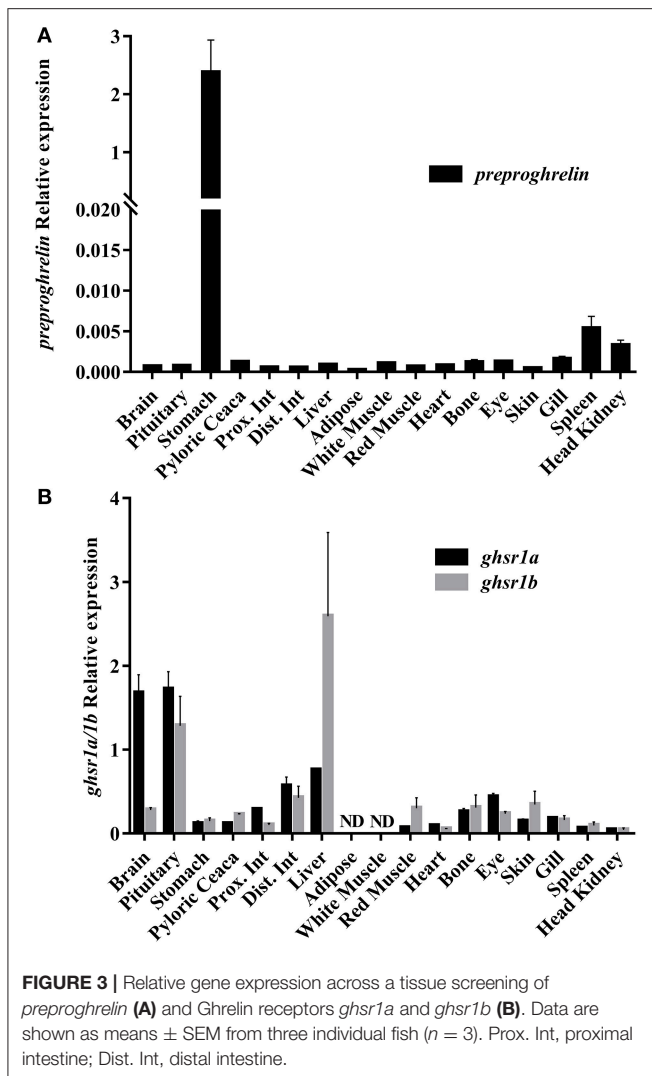 A
preproghrelin Relative expression
3
2
1
0.020
0.015
0.010
0.005
0.000
preproghrelin
Brain
Pituitary
Stomach
Pyloric Ceaca
Prox. Int
Dist. Int
Liver
Adipose
White Muscle
Red Muscle
Heart
Bone
Eye
Skin
Gill
Spleen
Head Kidney
B
ghsr1a/1b Relative expression
4
3
2
1
0
ghsr1a
ghsr1b
ND ND
Brain
Pituitary
Stomach
Pyloric Ceaca
Prox. Int
Dist. Int
Liver
Adipose
White Muscle
Red Muscle
Heart
Bone
Eye
Skin
Gill
Spleen
Head Kidney
FIGURE 3 | Relative gene expression across a tissue screening of
preproghrelin (A) and Ghrelin receptors ghsr1a and ghsr1b (B). Data are
shown as means ± SEM from three individual fish (n = 3). Prox. Int, proximal
intestine; Dist. Int, distal intestine.